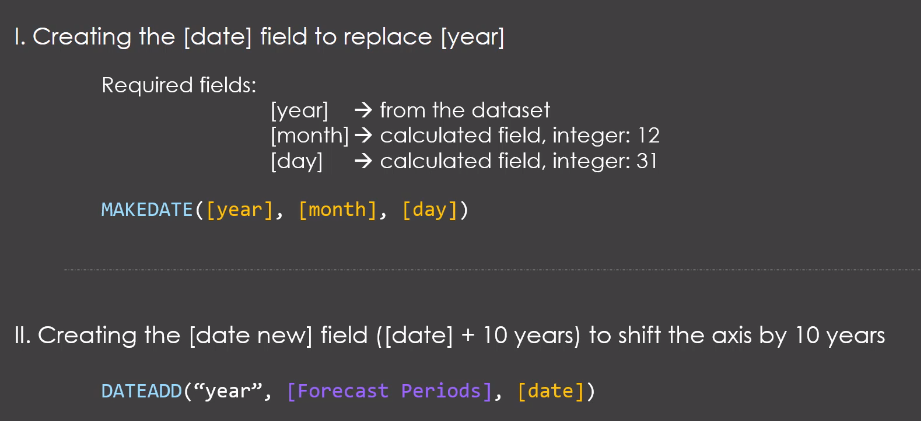 I. Creating the [date] field to replace [year]
Required fields:
[year] → from the dataset
[month] → calculated field, integer: 12
[day] → calculated field, integer: 31
MAKEDATE([year], [month], [day])
II. Creating the [date new] field ([date] + 10 years) to shift the axis by 10 years
DATEADD(“year”, [Forecast Periods], [date])